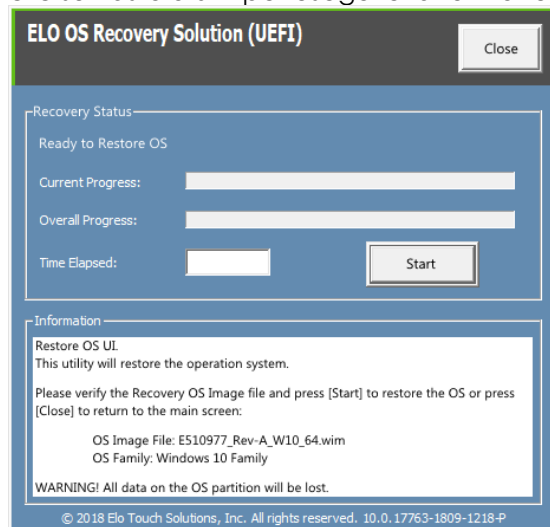 ELO OS Recovery Solution (UEFI)
Close
Recovery Status
Ready to Restore OS
Current Progress:
Overall Progress:
Time Elapsed:
Start
Information
Restore OS UI.
This utility will restore the operation system.
Please verify the Recovery OS Image file and press [Start] to restore the OS or press
[Close] to return to the main screen:
OS Image File: E510977_Rev-A_W10_64.wim
OS Family: Windows 10 Family
WARNING! All data on the OS partition will be lost.
© 2018 Elo Touch Solutions, Inc. All rights reserved. 10.0.17763-1809-1218-P